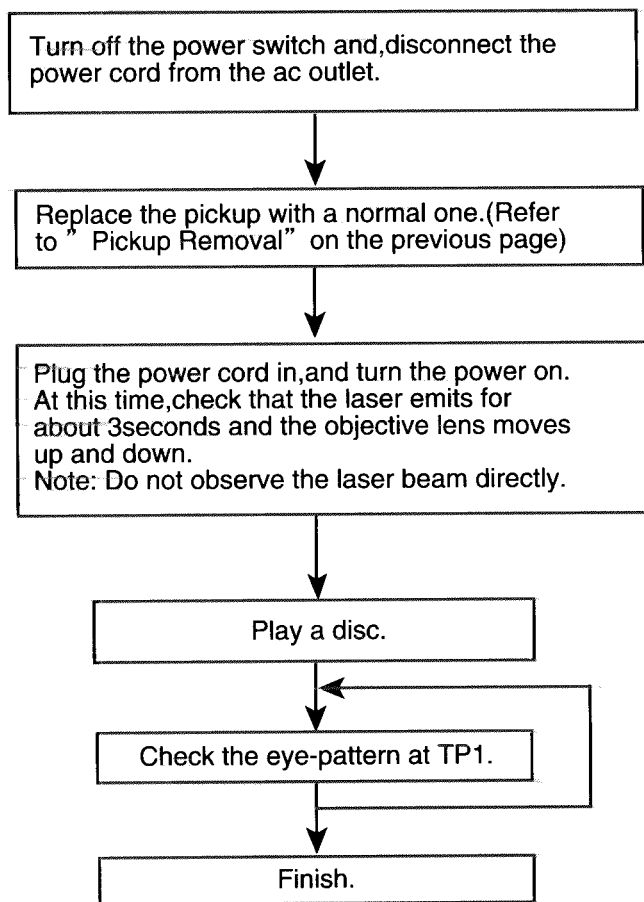 Turn off the power switch and,disconnect the
power cord from the ac outlet.
Replace the pickup with a normal one.(Refer
to ” Pickup Removal” on the previous page)
Plug the power cord in,and turn the power on.
At this time,check that the laser emits for
about 3seconds and the objective lens moves
up and down.
Note: Do not observe the laser beam directly.
Play a disc.
Check the eye-pattern at TP1.
Finish.